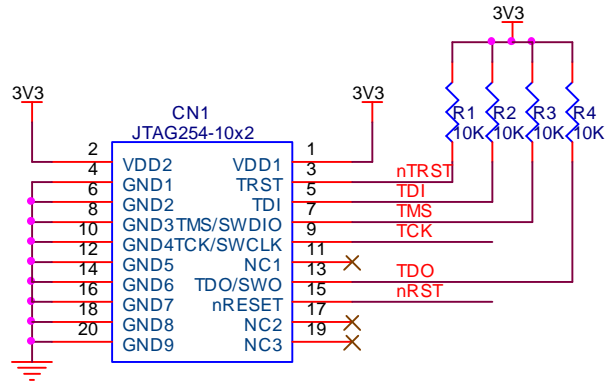 3V3
3V3
3V3
CN1
JTAG254-10x2
R1
R2
R3
R4
10K
10K
10K
10K
2
VDD2
VDD1
1
4
GND1
TRST
3
nTRST
6
GND2
TDI
5
TDI
8
GND3
TMS/SWDIO
7
TMS
10
GND4
TCK/SWCLK
9
TCK
12
GND5
NC1
11
14
GND6
TDO/SWO
13
TDO
16
GND7
nRESET
15
nRST
18
GND8
NC2
17
20
GND9
NC3
19